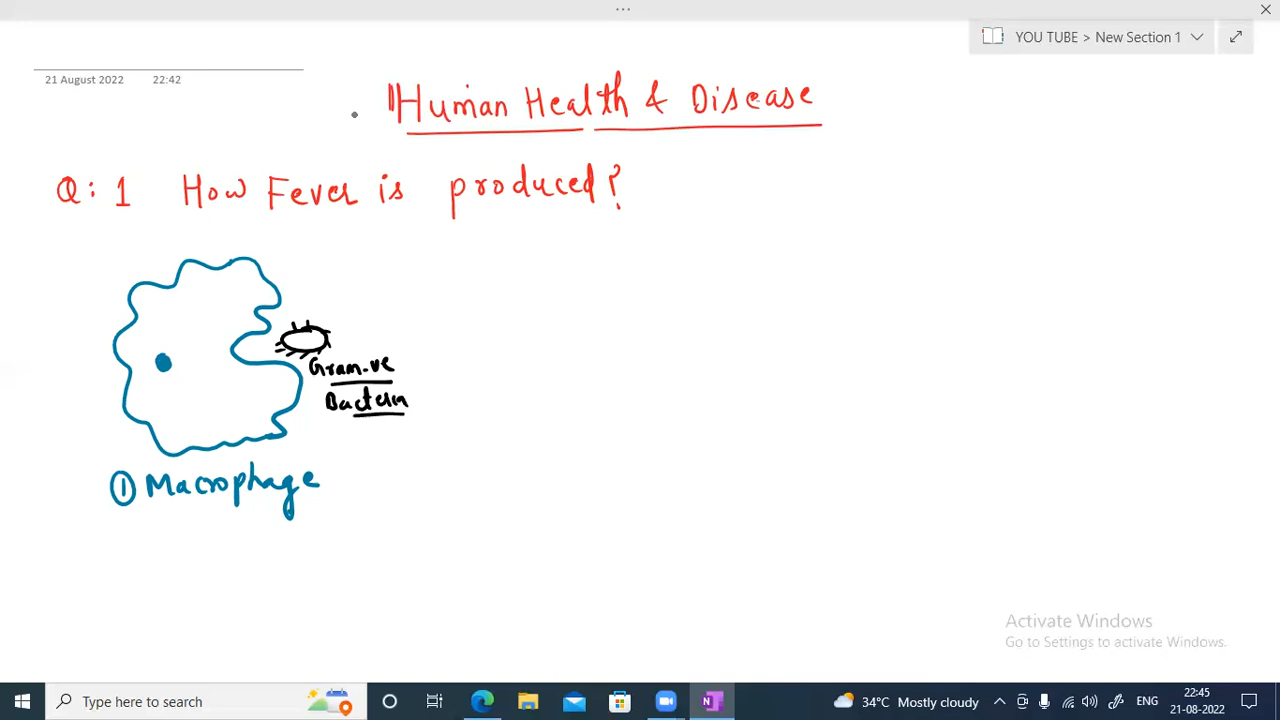 ...
YOU TUBE > New Section 1
21 August 2022 22:42
Human Health & Disease
Q: 1 How Fever is produced?
Gram-ve
Bacteria
① Macrophage
Activate Windows
Go to Settings to activate Windows.
Type here to search
34°C Mostly cloudy
ENG
22:45
21-08-2022